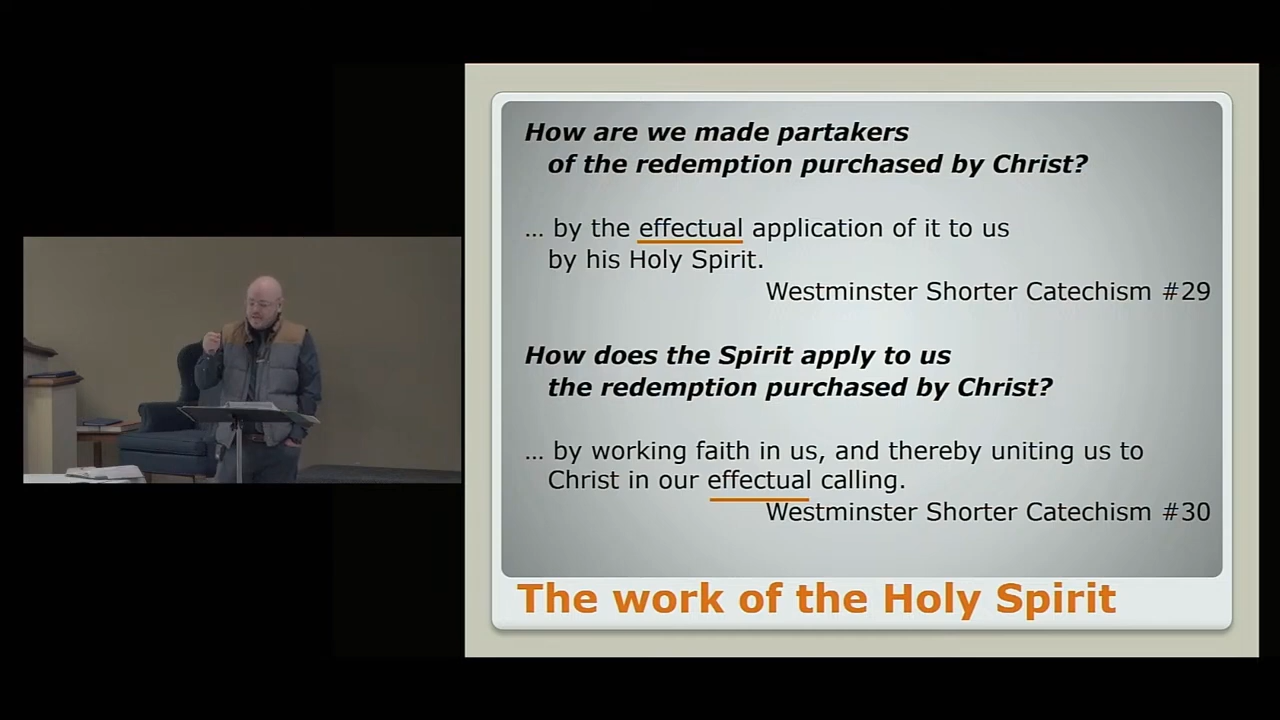 How are we made partakers
of the redemption purchased by Christ?
… by the effectual application of it to us
by his Holy Spirit.
Westminster Shorter Catechism #29
How does the Spirit apply to us
the redemption purchased by Christ?
… by working faith in us, and thereby uniting us to
Christ in our effectual calling.
Westminster Shorter Catechism #30
The work of the Holy Spirit